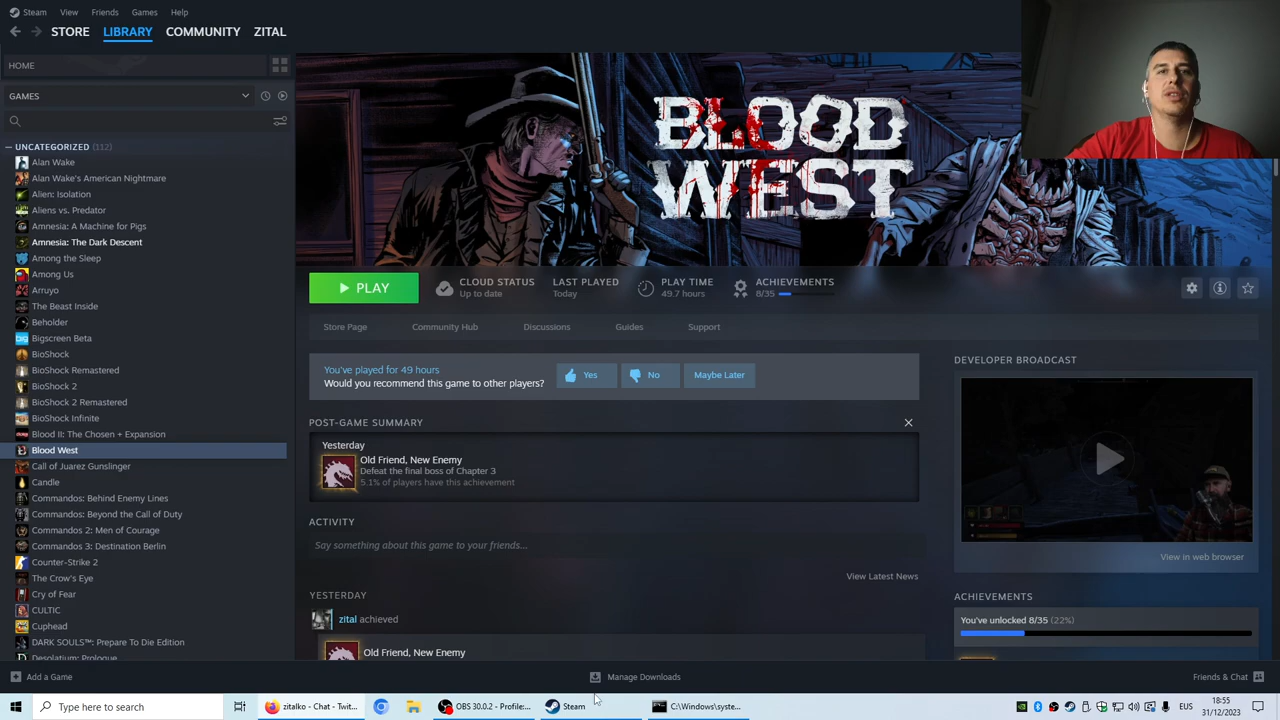 Steam View Friends Games Help
STORE LIBRARY COMMUNITY ZITAL
HOME
GAMES
UNCATEGORIZED (112)
Alan Wake
Alan Wake's American Nightmare
Alien: Isolation
Aliens vs. Predator
Amnesia: A Machine for Pigs
Amnesia: The Dark Descent
Among the Sleep
Among Us
Arruyo
The Beast Inside
Beholder
Bigscreen Beta
BioShock
BioShock Remastered
BioShock 2
BioShock 2 Remastered
BioShock Infinite
Blood II: The Chosen + Expansion
Blood West
Call of Juarez Gunslinger
Candle
Commandos: Behind Enemy Lines
Commandos: Beyond the Call of Duty
Commandos 2: Men of Courage
Commandos 3: Destination Berlin
Counter-Strike 2
The Crow's Eye
Cry of Fear
CULTIC
Cuphead
DARK SOULS™: Prepare To Die Edition
Desolatium: Prologue
Add a Game
BLOOD
WEST
PLAY
CLOUD STATUS
Up to date
LAST PLAYED
Today
PLAY TIME
49.7 hours
ACHIEVEMENTS
8/35
Store Page Community Hub Discussions Guides Support
You've played for 49 hours
Would you recommend this game to other players?
Yes No Maybe Later
POST-GAME SUMMARY
Yesterday
Old Friend, New Enemy
Defeat the final boss of Chapter 3
5.1% of players have this achievement
ACTIVITY
Say something about this game to your friends...
View Latest News
YESTERDAY
zital achieved
Old Friend, New Enemy
DEVELOPER BROADCAST
View in web browser
ACHIEVEMENTS
You've unlocked 8/35 (22%)
Manage Downloads
Friends & Chat
Type here to search
zitalko - Chat - Twit...
OBS 30.0.2 - Profile:...
Steam
C:\Windows\syste...
EUS
18:55
31/12/2023